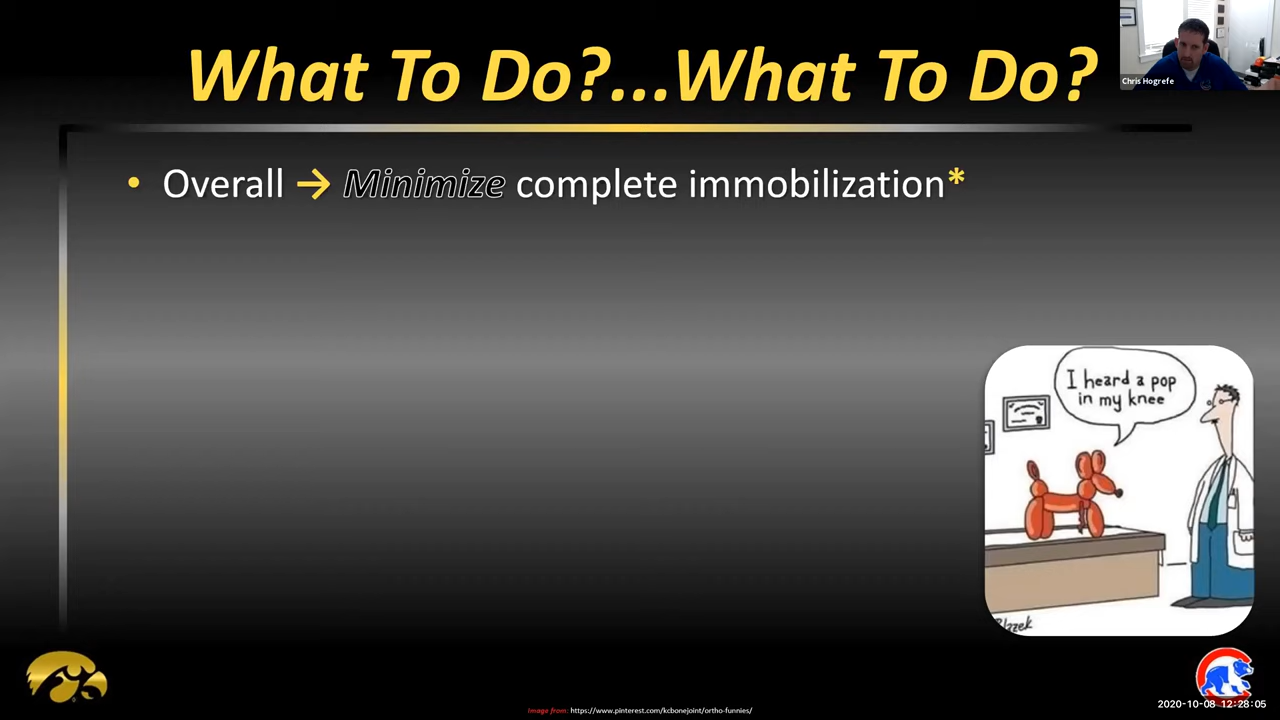 What To Do?...What To Do?
Chris Hogrefe
• Overall → Minimize complete immobilization*
I heard a pop
in my knee
Blazek
2020-10-08 12:28:05
Image from: https://www.pinterest.com/kcbonejoint/ortho-funnies/